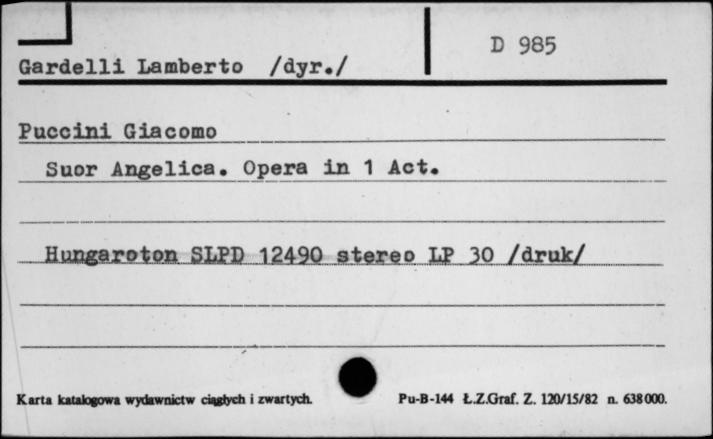 D 985
Gardelli Lamberto /dyr./
Puccini Giacomo
Suor Angelica. Opera in 1 Act.
Hungaroton SLPD 12490 stereo LP 30 /druk/
Karta katalogowa wydawnictw ciągłych i zwartych. Pu-B-144 Ł.Z.Graf. Z. 120/15/82 n. 638000.